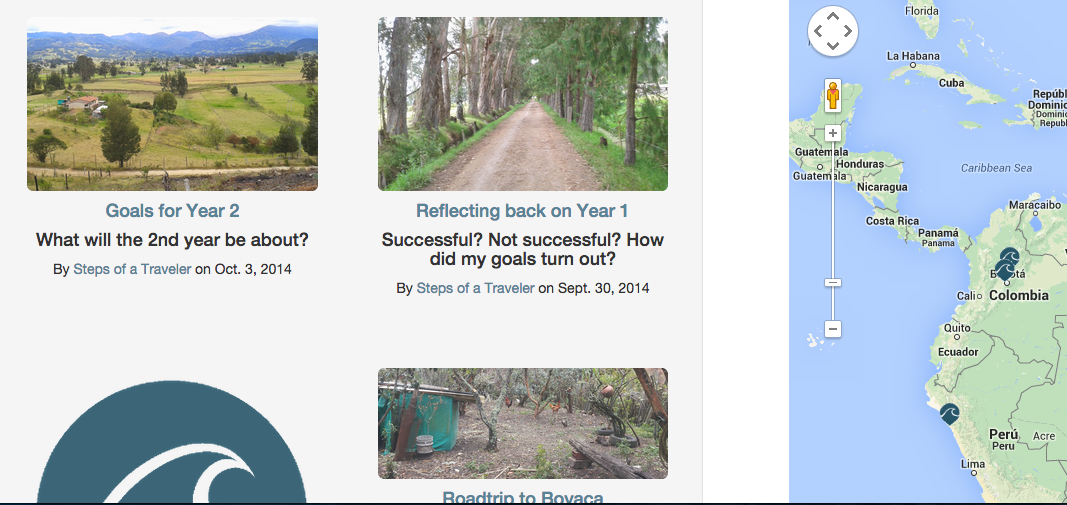 Goals for Year 2
What will the 2nd year be about?
By Steps of a Traveler on Oct. 3, 2014
Reflecting back on Year 1
Successful? Not successful? How
did my goals turn out?
By Steps of a Traveler on Sept. 30, 2014
Roadtrip to Boyaca
Florida
La Habana
Cuba
Repúbl
Dominic
Dominic
Republ
Guatemala
Guatemala
Honduras
Caribbean Sea
Nicaragua
Maracaibo
Costa Rica
Panamá
Panama
Cali
Colombia
Quito
Ecuador
Perú
Peru
Acre
Lima